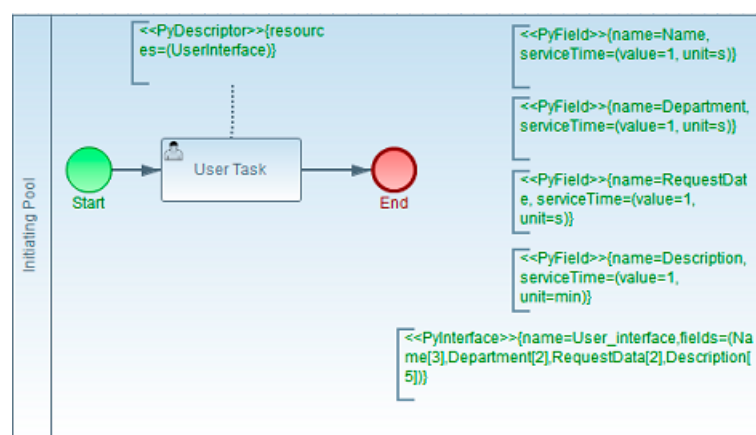 <<PyDescriptor>>{resourc
es=(UserInterface)}
<<PyField>>{name=Name,
serviceTime=(value=1, unit=s)}
<<PyField>>{name=Department,
serviceTime=(value=1, unit=s)}
User Task
Start
End
<<PyField>>{name=RequestDat
e, serviceTime=(value=1,
unit=s)}
Initiating Pool
<<PyField>>{name=Description,
serviceTime=(value=1,
unit=min)}
<<PyInterface>>{name=User_interface,fields=(Na
me[3],Department[2],RequestData[2],Description[
5])}